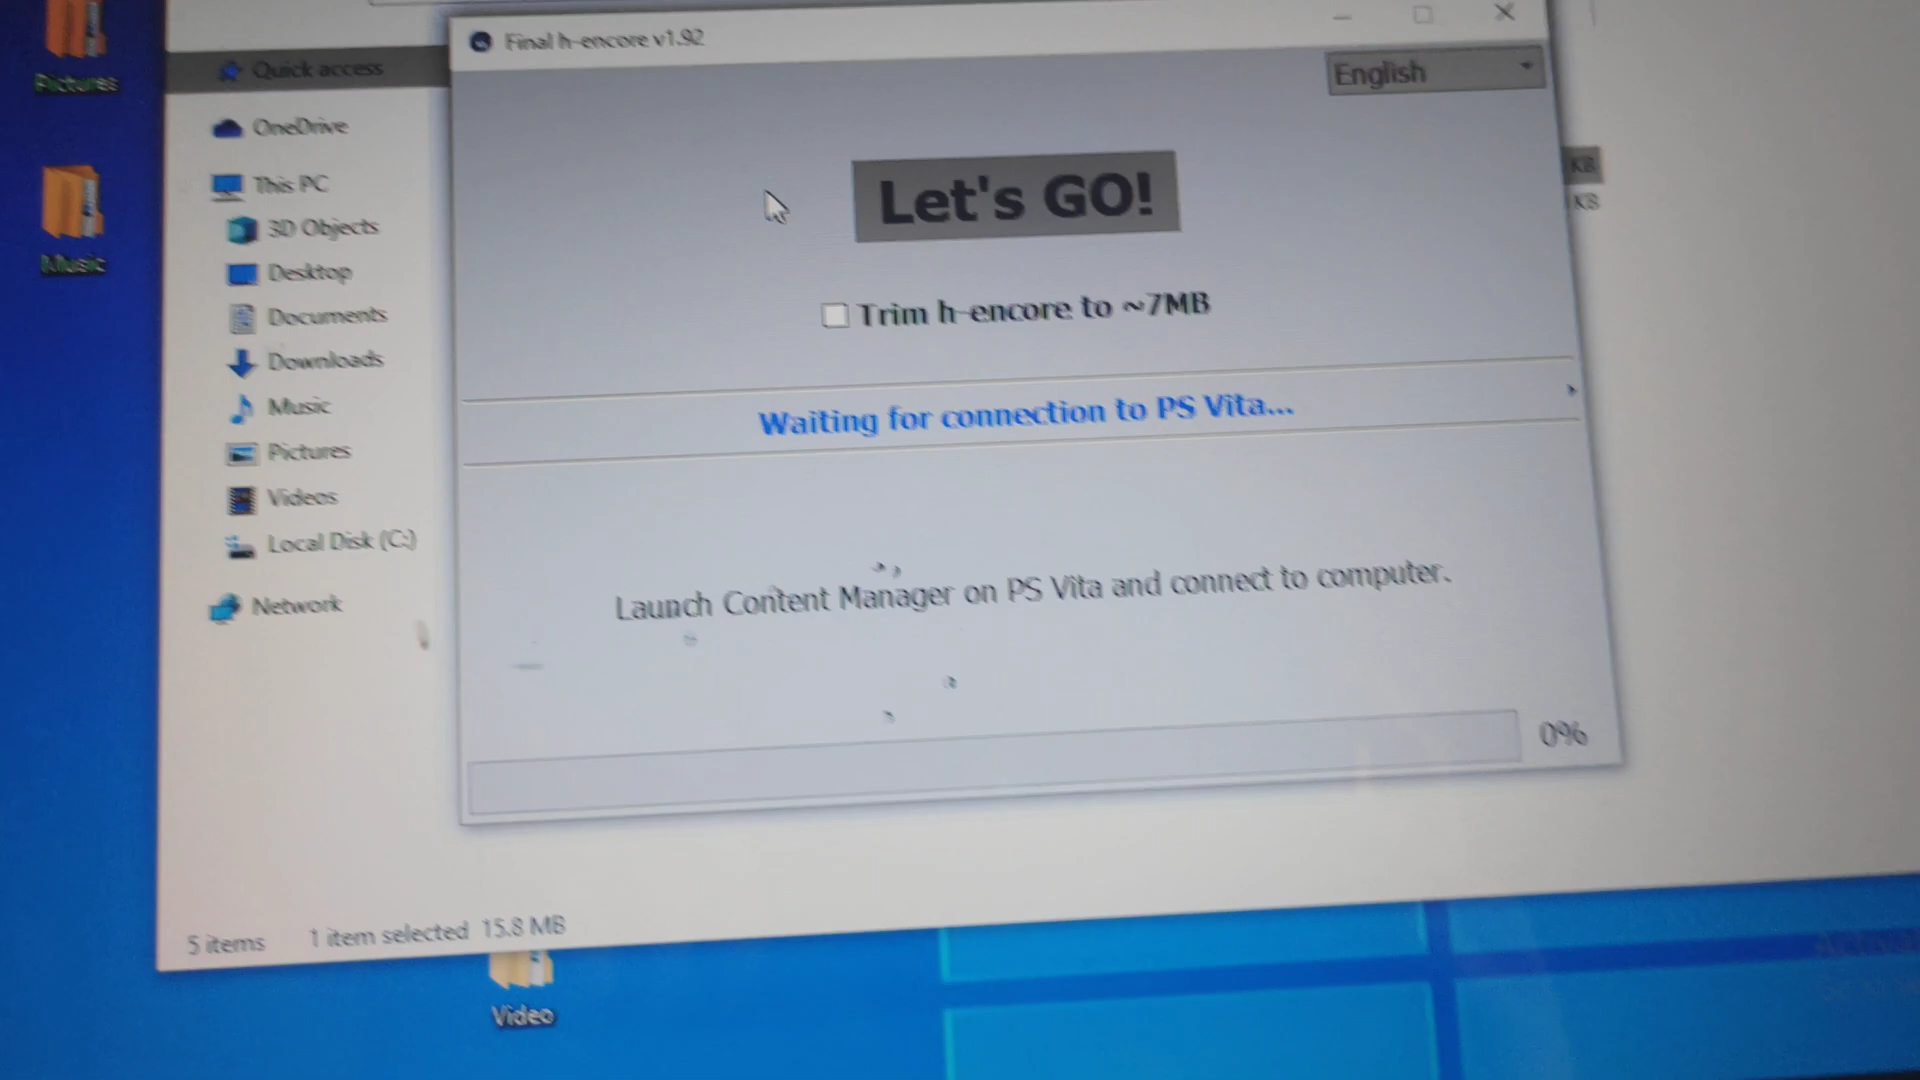 Pictures
Music
Quick access
OneDrive
This PC
3D Objects
Desktop
Documents
Downloads
Music
Pictures
Videos
Local Disk (C:)
Network
5 items 1 item selected 15.8 MB
Video
Final h-encore v1.92
English
Let's GO!
Trim h-encore to ~7MB
Waiting for connection to PS Vita...
Launch Content Manager on PS Vita and connect to computer.
0%
KB
KB